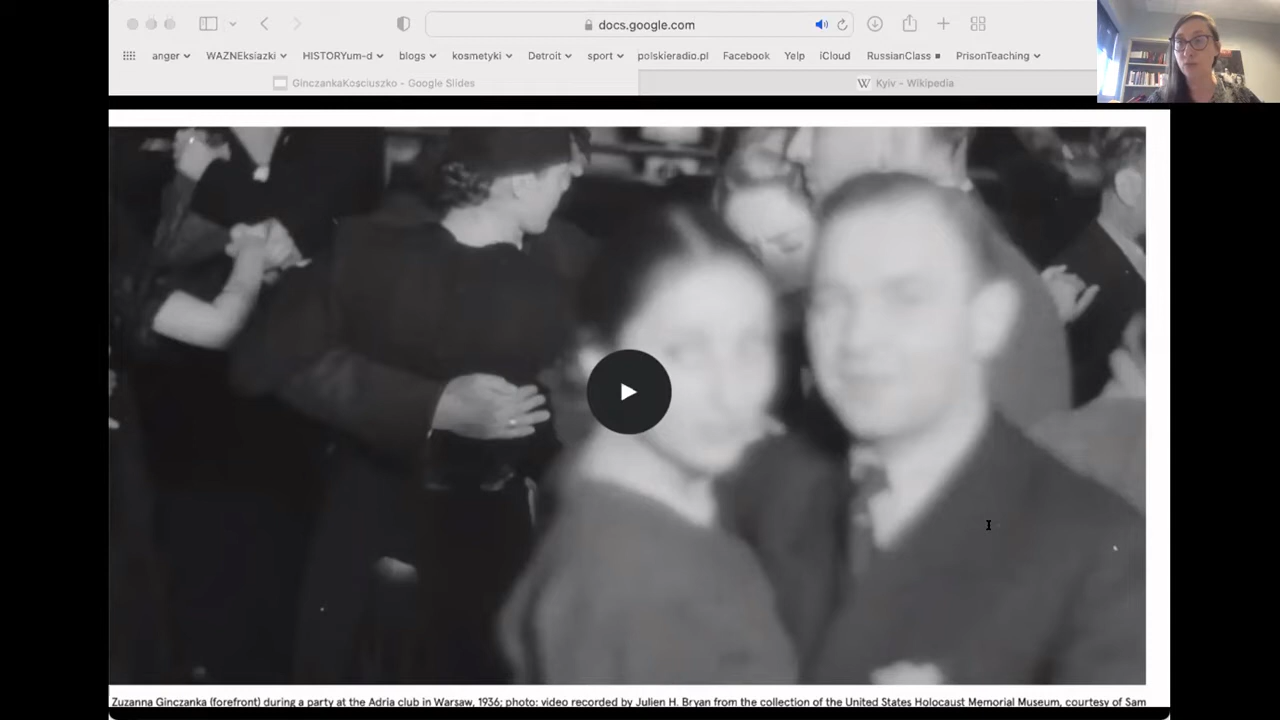 docs.google.com
anger WAZNEksiazki HISTORYum-d blogs kosmetyki Detroit sport polskieradio.pl Facebook Yelp iCloud RussianClass PrisonTeaching
GinczankaKosciuszko - Google Slides W Kyiv - Wikipedia
Zuzanna Ginczanka (forefront) during a party at the Adria club in Warsaw, 1936; photo: video recorded by Julien H. Bryan from the collection of the United States Holocaust Memorial Museum, courtesy of Sam